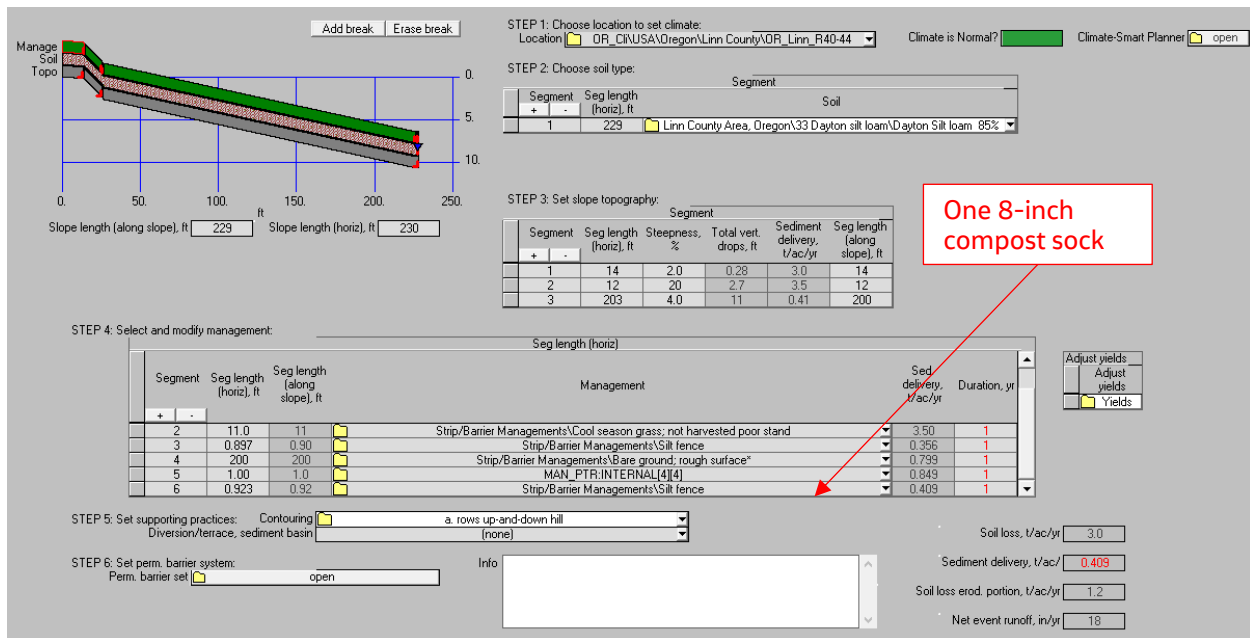 Add break Erase break
Manage
Soil
Topo
0.
5.
10.
0. 50. 100. 150. 200. 250.
ft
Slope length (along slope), ft 229 Slope length (horiz), ft 230
STEP 1: Choose location to set climate:
Location OR_Cli\USA\Oregon\Linn County\OR_Linn_R40-44
Climate is Normal?
Climate-Smart Planner open
STEP 2: Choose soil type:
Segment
Segment Seg length (horiz), ft Soil
+ -
1 229 Linn County Area, Oregon\33 Dayton silt loam\Dayton Silt loam 85%
STEP 3: Set slope topography:
Segment
Segment Seg length (horiz), ft Steepness, % Total vert. drops, ft Sediment delivery, t/ac/yr Seg length (along slope), ft
+ -
1 14 2.0 0.28 3.0 14
2 12 20 2.7 3.5 12
3 203 4.0 11 0.41 200
One 8-inch
compost sock
STEP 4: Select and modify management:
Seg length (horiz)
Segment Seg length (horiz), ft Seg length (along slope), ft Management Sed. delivery, t/ac/yr Duration, yr
+ -
2 11.0 11 Strip/Barrier Managements\Cool season grass; not harvested poor stand 3.50 1
3 0.897 0.90 Strip/Barrier Managements\Silt fence 0.356 1
4 200 200 Strip/Barrier Managements\Bare ground; rough surface* 0.799 1
5 1.00 1.0 MAN_PTR:INTERNAL[4][4] 0.849 1
6 0.923 0.92 Strip/Barrier Managements\Silt fence 0.409 1
Adjust yields
Adjust yields
Yields
STEP 5: Set supporting practices: Contouring a. rows up-and-down hill
Diversion/terrace, sediment basin (none)
STEP 6: Set perm. barrier system:
Perm. barrier set open
Info
Soil loss, t/ac/yr 3.0
Sediment delivery, t/ac/ 0.409
Soil loss erod. portion, t/ac/yr 1.2
Net event runoff, in/yr 18